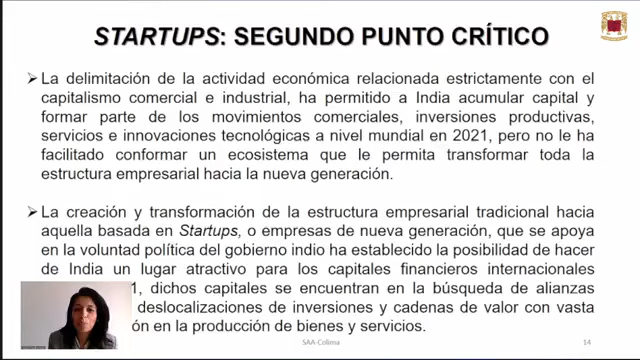 STARTUPS: SEGUNDO PUNTO CRÍTICO
La delimitación de la actividad económica relacionada estrictamente con el
capitalismo comercial e industrial, ha permitido a India acumular capital y
formar parte de los movimientos comerciales, inversiones productivas,
servicios e innovaciones tecnológicas a nivel mundial en 2021, pero no le ha
facilitado conformar un ecosistema que le permita transformar toda la
estructura empresarial hacia la nueva generación.
La creación y transformación de la estructura empresarial tradicional hacia
aquella basada en Startups, o empresas de nueva generación, que se apoya
en la voluntad política del gobierno indio ha establecido la posibilidad de hacer
de India un lugar atractivo para los capitales financieros internacionales
1, dichos capitales se encuentran en la búsqueda de alianzas
deslocalizaciones de inversiones y cadenas de valor con vasta
ón en la producción de bienes y servicios.
SAA-Colima
14